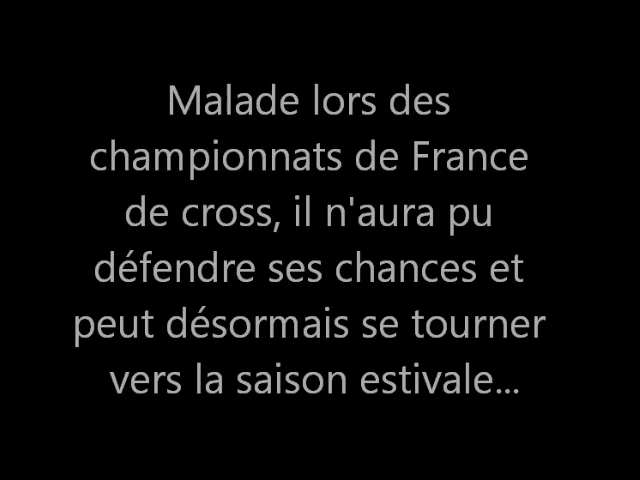 Malade lors des
championnats de France
de cross, il n'aura pu
défendre ses chances et
peut désormais se tourner
vers la saison estivale...